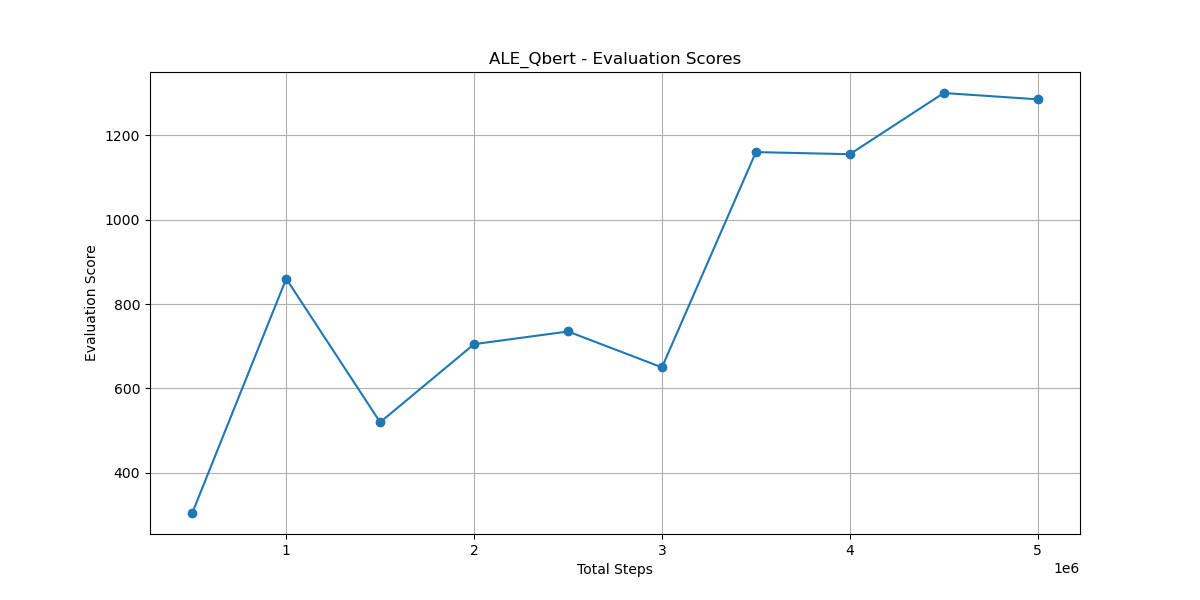 ALE_Qbert - Evaluation Scores
1200
1000
800
600
400
Evaluation Score
1 2 3 4 5
Total Steps
1e6